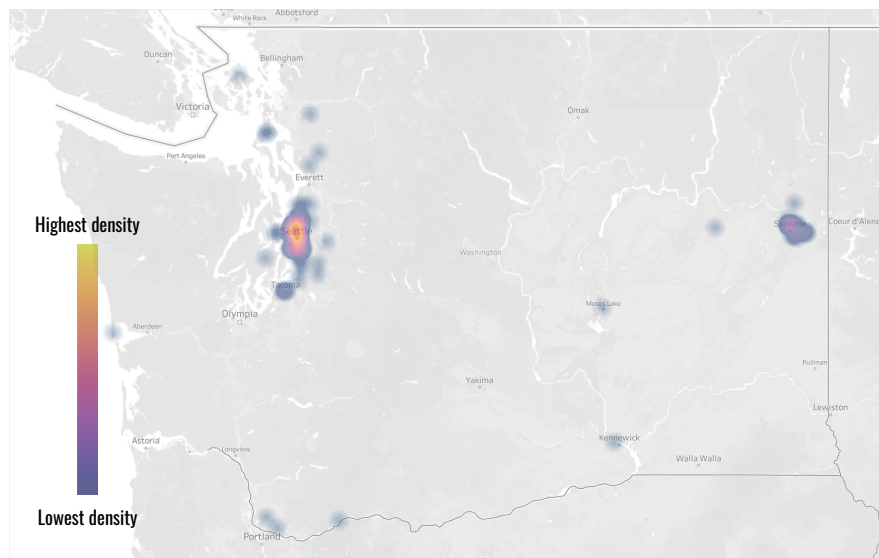 Abbotsford
White Rock
Duncan
Bellingham
Victoria
Omak
Port Angeles
Everett
Highest density
Seattle
Spokane
Coeur d'Alene
Washington
Tacoma
Moses Lake
Olympia
Aberdeen
Pullman
Yakima
Lewiston
Astoria
Kennewick
Longview
Walla Walla
Lowest density
Portland